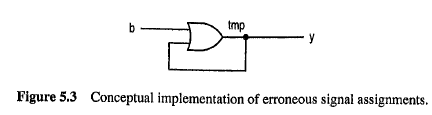 b
tmp
y
Figure 5.3 Conceptual implementation of erroneous signal assignments.